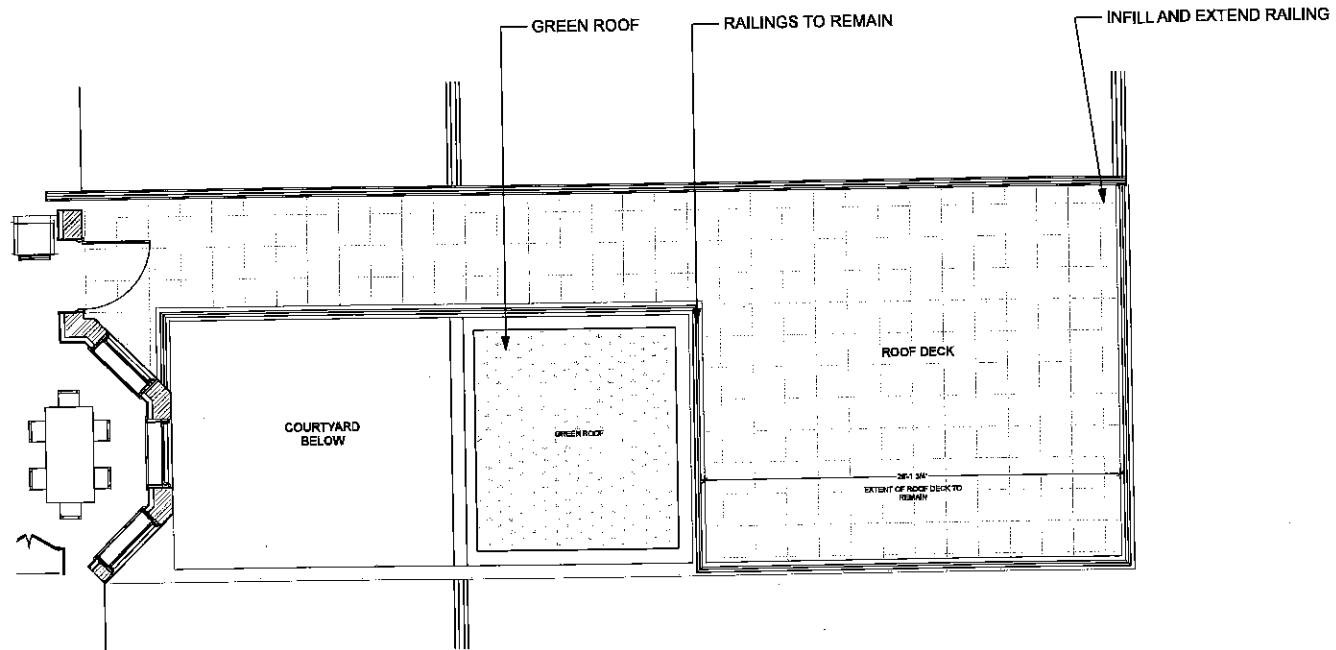 GREEN ROOF
RAILINGS TO REMAIN
INFILL AND EXTEND RAILING
ROOF DECK
COURTYARD
BELOW
GREEN ROOF
EXTENT OF ROOF DECK TO
REMAIN